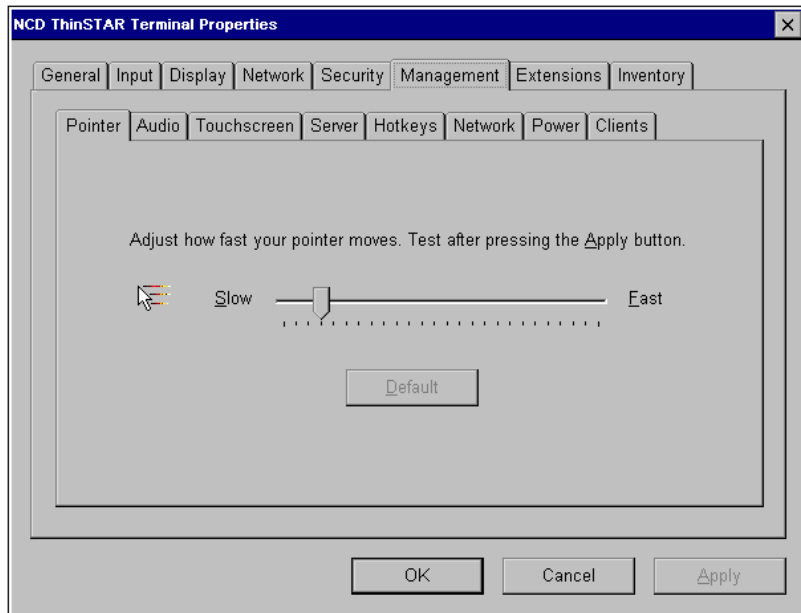 NCD ThinSTAR Terminal Properties
General Input Display Network Security Management Extensions Inventory
Pointer Audio Touchscreen Server Hotkeys Network Power Clients
Adjust how fast your pointer moves. Test after pressing the Apply button.
Slow Fast
Default
OK Cancel Apply